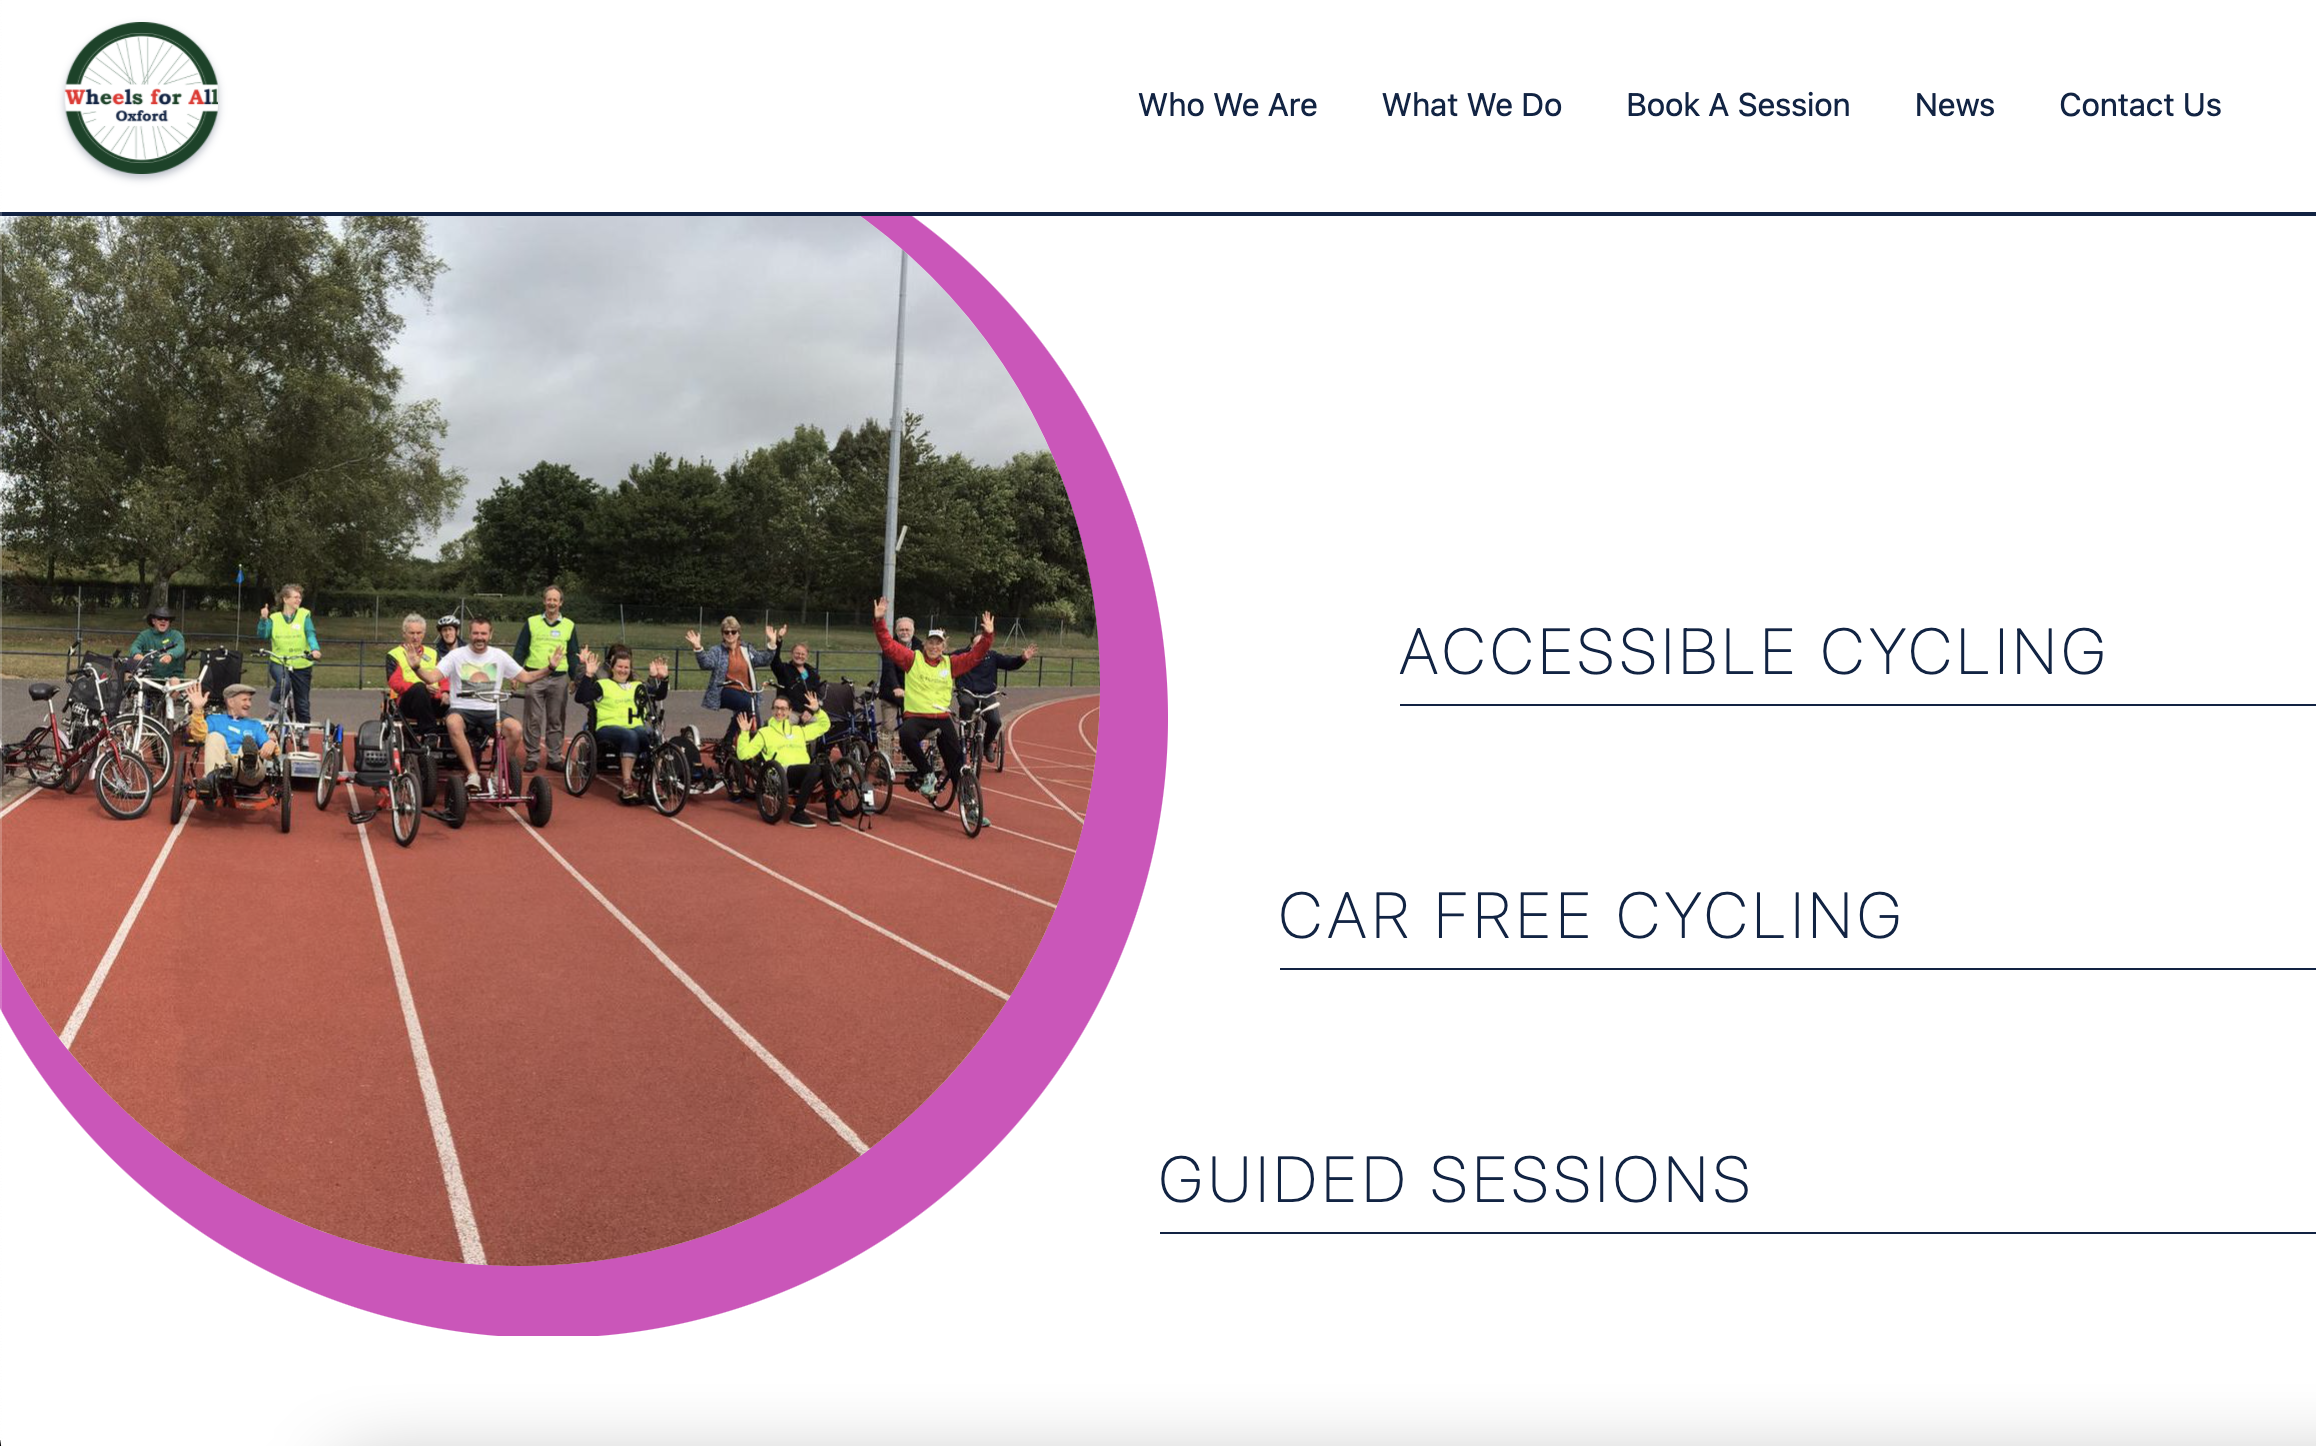 Wheels for All
Oxford
Who We Are
What We Do
Book A Session
News
Contact Us
ACCESSIBLE CYCLING
CAR FREE CYCLING
GUIDED SESSIONS